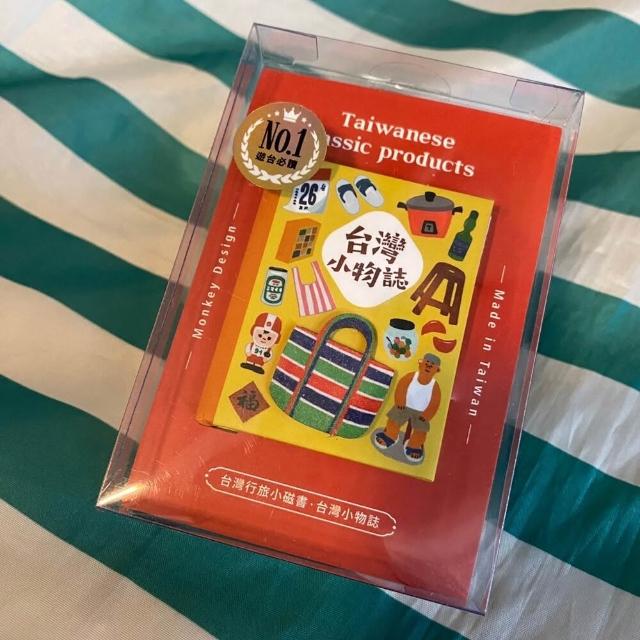 No.1
遊台必購
Taiwanese
assic products
26
台灣
小物誌
福
Monkey Design
Made in Taiwan
台灣行旅小磁書·台灣小物誌